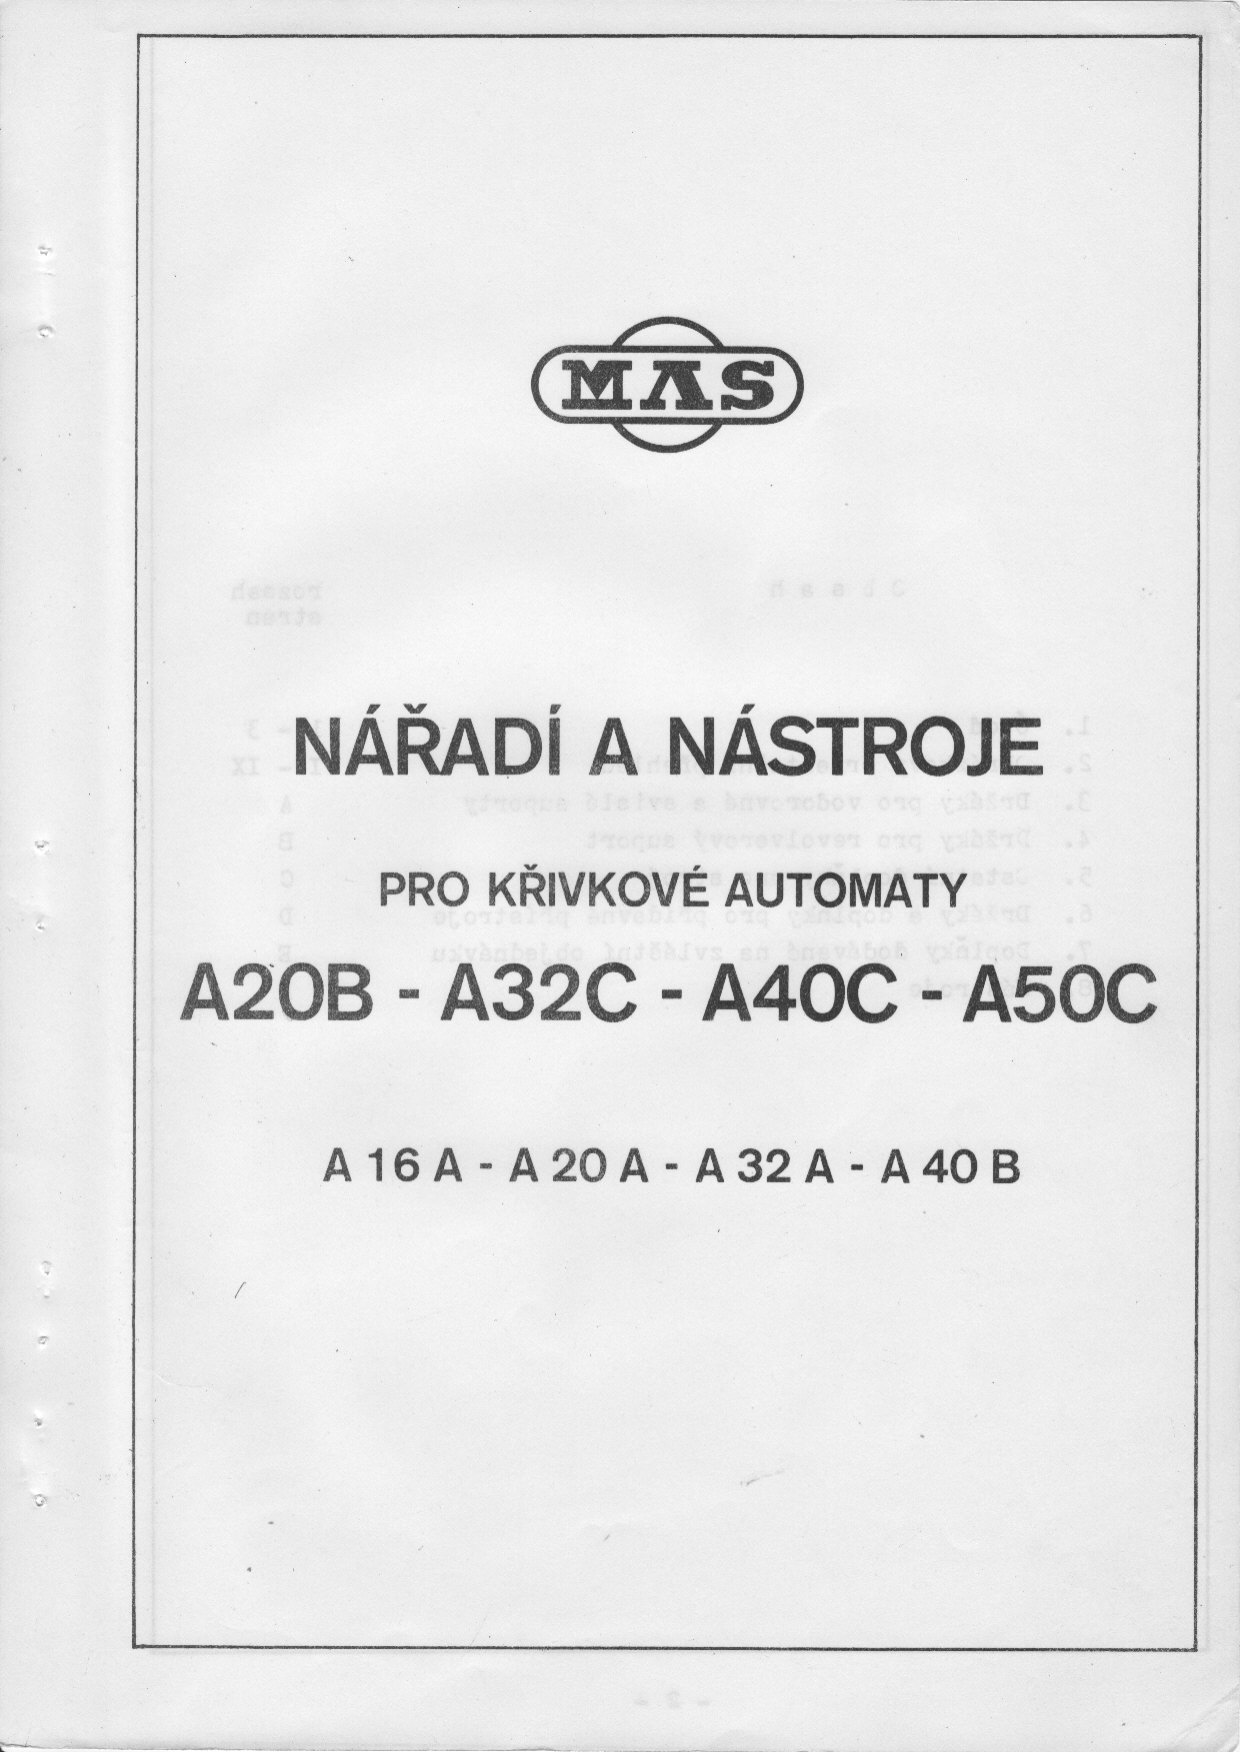 MAS
NÁŘADÍ A NÁSTROJE
PRO KŘIVKOVÉ AUTOMATY
A20B - A32C - A40C - A50C
A 16 A - A 20 A - A 32 A - A 40 B